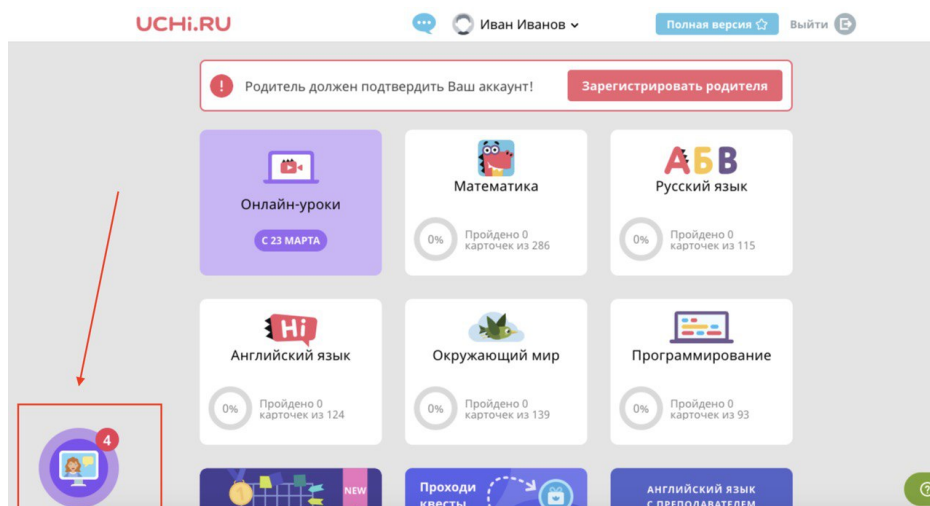 UCHi.RU
Иван Иванов
Полная версия
Выйти
! Родитель должен подтвердить Ваш аккаунт!
Зарегистрировать родителя
Онлайн-уроки
С 23 МАРТА
Математика
0%
Пройдено 0
карточек из 286
АБВ
Русский язык
0%
Пройдено 0
карточек из 115
Hi
Английский язык
0%
Пройдено 0
карточек из 124
Окружающий мир
0%
Пройдено 0
карточек из 139
Программирование
0%
Пройдено 0
карточек из 93
4
1
NEW
Проходи
квесты
АНГЛИЙСКИЙ ЯЗЫК
С ПРЕПОДАВАТЕЛЕМ
?